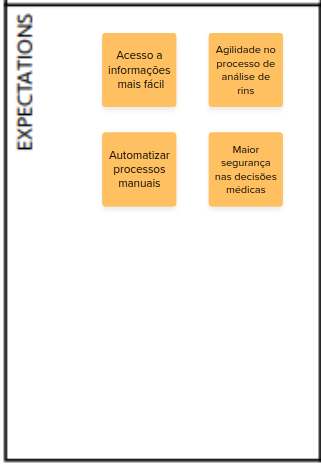 EXPECTATIONS
Acesso a
informações
mais fácil
Agilidade no
processo de
análise de
rins
Automatizar
processos
manuais
Maior
segurança
nas decisões
médicas